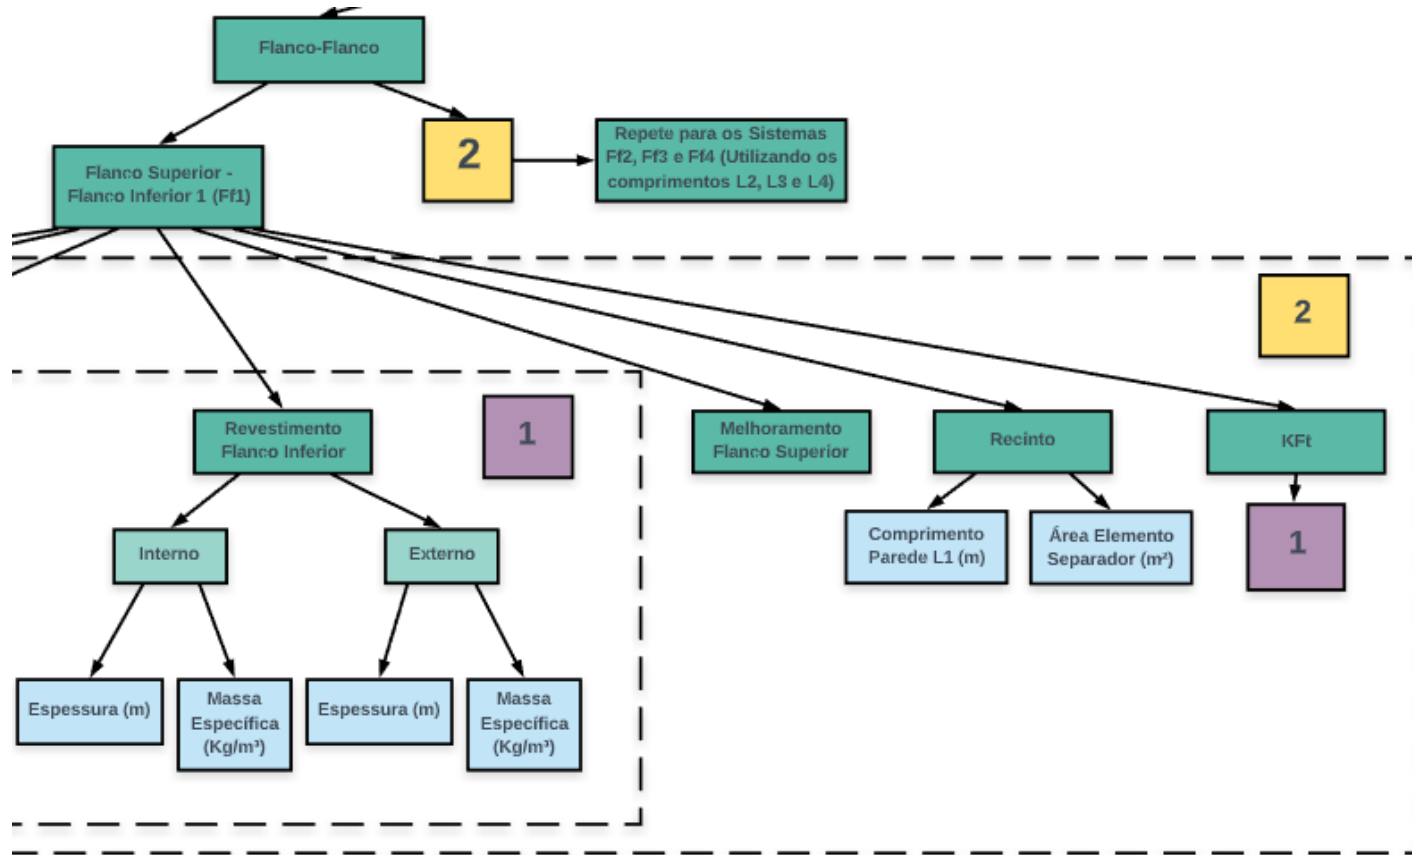 Flanco-Flanco
2
Repete para os Sistemas
Ff2, Ff3 e Ff4 (Utilizando os
comprimentos L2, L3 e L4)
Flanco Superior -
Flanco Inferior 1 (Ff1)
2
1
Revestimento
Flanco Inferior
Melhoramento
Flanco Superior
Recinto
KFt
Interno
Externo
Comprimento
Parede L1 (m)
Área Elemento
Separador (m²)
1
Espessura (m)
Massa
Específica
(Kg/m³)
Espessura (m)
Massa
Específica
(Kg/m³)